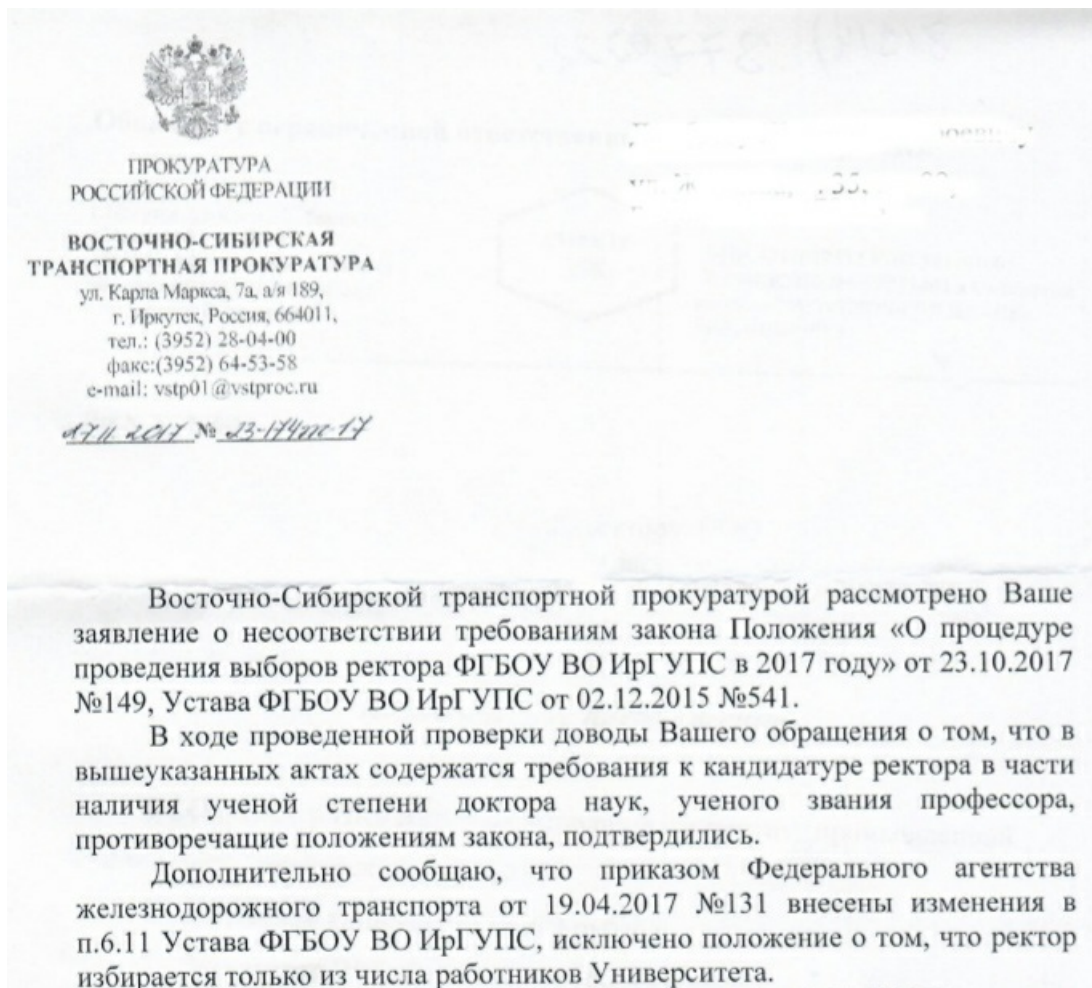 ПРОКУРАТУРА
РОССИЙСКОЙ ФЕДЕРАЦИИ
ВОСТОЧНО-СИБИРСКАЯ
ТРАНСПОРТНАЯ ПРОКУРАТУРА
ул. Карла Маркса, 7а, а/я 189,
г. Иркутск, Россия, 664011,
тел.: (3952) 28-04-00
факс:(3952) 64-53-58
e-mail: vstp01@vstproc.ru
2017 №
Восточно-Сибирской транспортной прокуратурой рассмотрено Ваше
заявление о несоответствии требованиям закона Положения «О процедуре
проведения выборов ректора ФГБОУ ВО ИрГУПС в 2017 году» от 23.10.2017
№149, Устава ФГБОУ ВО ИрГУПС от 02.12.2015 №541.
В ходе проведенной проверки доводы Вашего обращения о том, что в
вышеуказанных актах содержатся требования к кандидатуре ректора в части
наличия ученой степени доктора наук, ученого звания профессора,
противоречащие положениям закона, подтвердились.
Дополнительно сообщаю, что приказом Федерального агентства
железнодорожного транспорта от 19.04.2017 №131 внесены изменения в
п.6.11 Устава ФГБОУ ВО ИрГУПС, исключено положение о том, что ректор
избирается только из числа работников Университета.